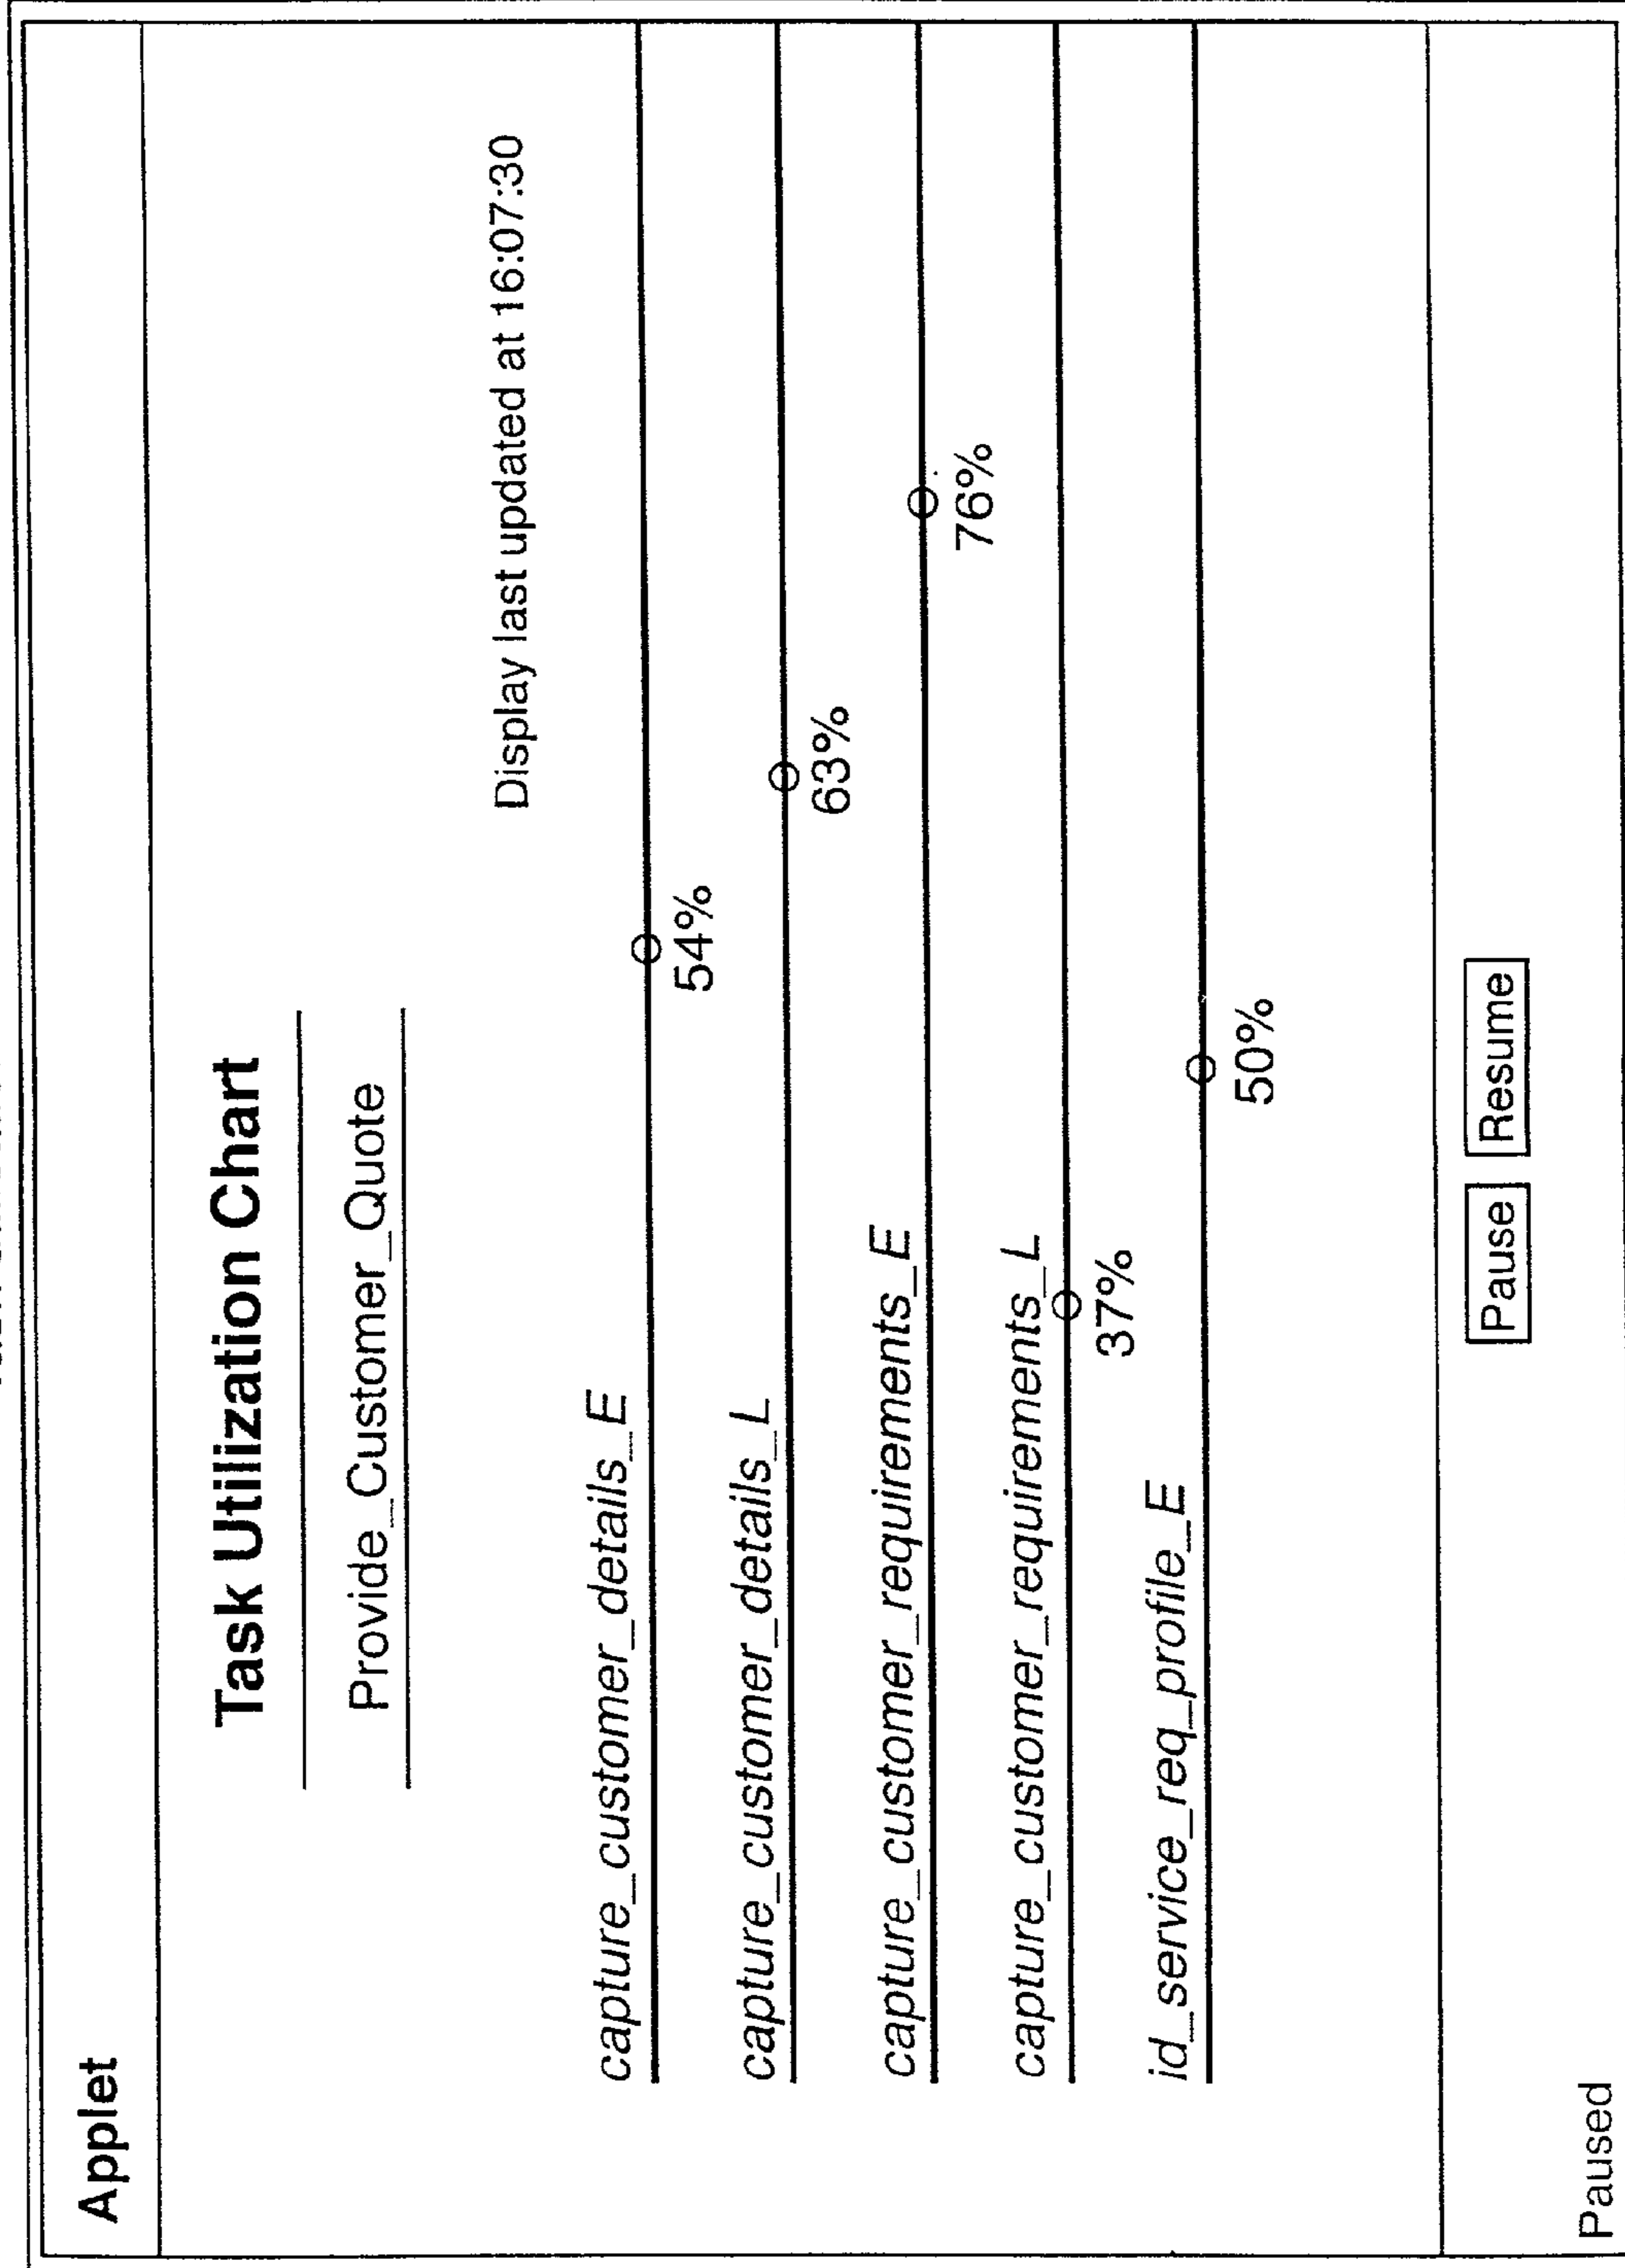 Applet
Task Utilization Chart
Provide_Customer_Quote
Display last updated at 16:07:30
capture_customer_details_E
54%
capture_customer_details_L
63%
capture_customer_requirements_E
76%
capture_customer_requirements_L
37%
id_service_req_profile_E
50%
Pause Resume
Paused